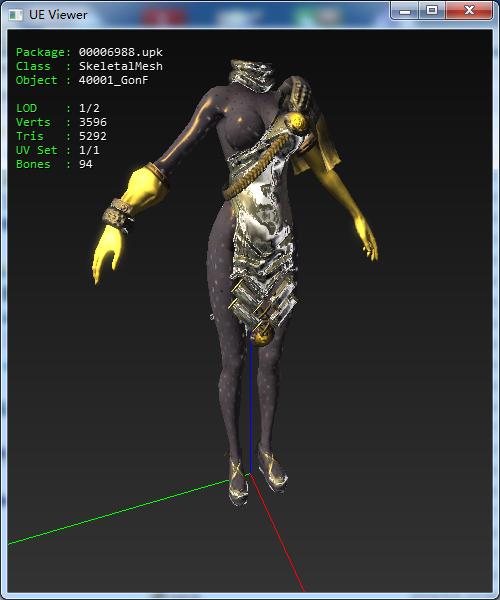 UE Viewer
Package: 00006988.upk
Class  : SkeletalMesh
Object : 40001_GonF
LOD    : 1/2
Verts  : 3596
Tris   : 5292
UV Set : 1/1
Bones  : 94